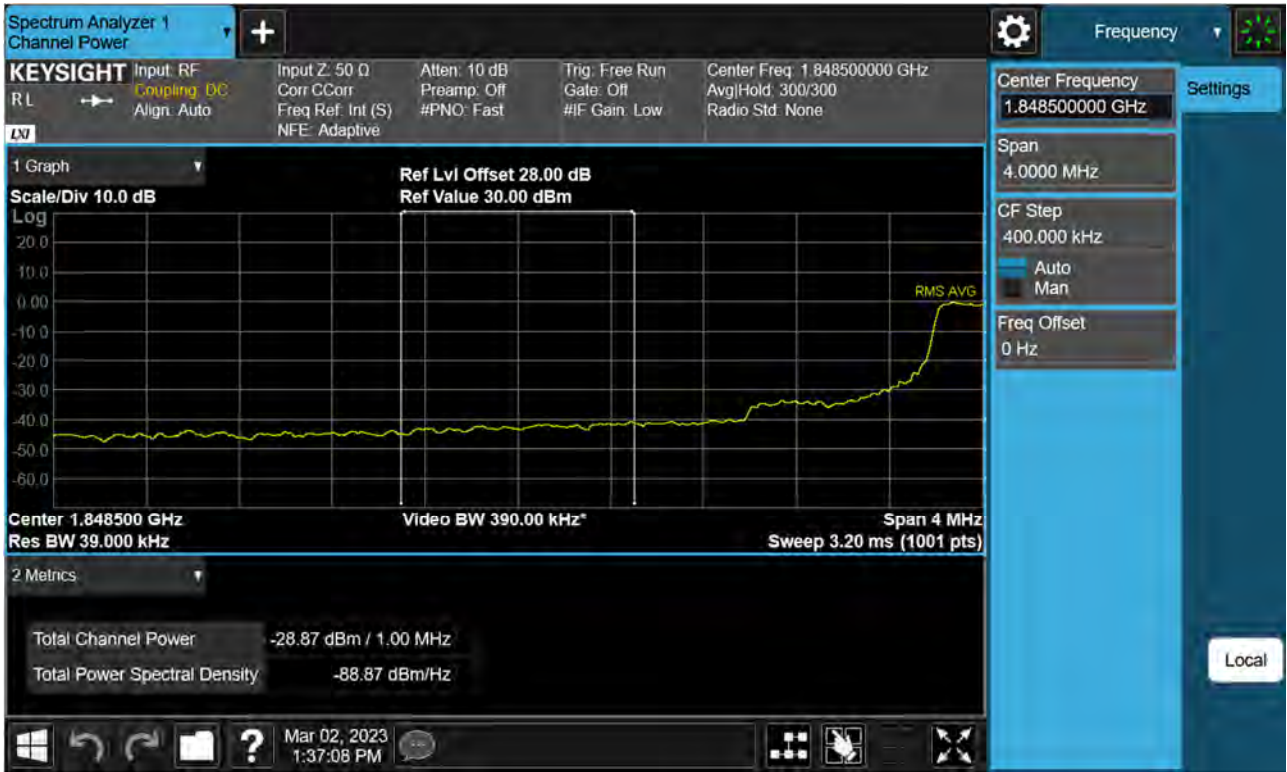 Spectrum Analyzer 1
Channel Power
+
Frequency
KEYSIGHT
RL
LXI
Input: RF
Coupling: DC
Align: Auto
Input Z: 50 Ω
Corr CCorr
Freq Ref: Int (S)
NFE: Adaptive
Atten: 10 dB
Preamp: Off
#PNO: Fast
Trig: Free Run
Gate: Off
#IF Gain: Low
Center Freq: 1.848500000 GHz
Avg|Hold: 300/300
Radio Std: None
Center Frequency
1.848500000 GHz
Settings
Span
4.0000 MHz
CF Step
400.000 kHz
Auto
Man
Freq Offset
0 Hz
Local
1 Graph
Ref Lvl Offset 28.00 dB
Scale/Div 10.0 dB
Ref Value 30.00 dBm
Log
20.0
10.0
0.00
-10.0
-20.0
-30.0
-40.0
-50.0
-60.0
RMS AVG
Center 1.848500 GHz
Video BW 390.00 kHz*
Span 4 MHz
Res BW 39.000 kHz
Sweep 3.20 ms (1001 pts)
2 Metrics
Total Channel Power
-28.87 dBm / 1.00 MHz
Total Power Spectral Density
-88.87 dBm/Hz
?
Mar 02, 2023
1:37:08 PM